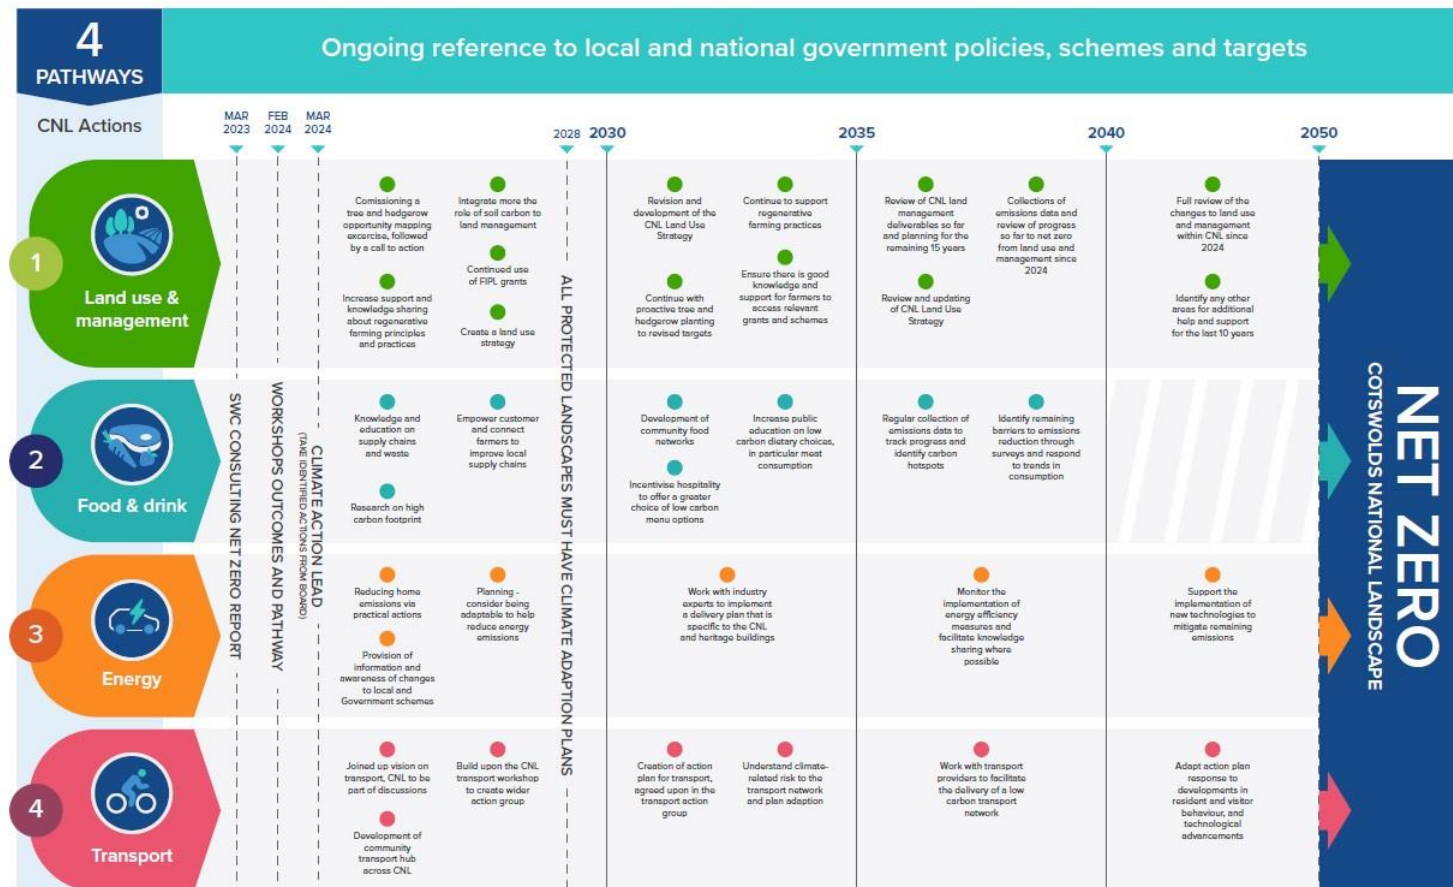 4
PATHWAYS
Ongoing reference to local and national government policies, schemes and targets
CNL Actions
MAR
2023
FEB
2024
MAR
2024
2028
2030
2035
2040
2050
1
Land use &
management
Comissioning a
tree and hedgerow
opportunity mapping
excercise, followed
by a call to action
Increase support and
knowledge sharing
about regenerative
farming principles
and practices
Integrate more the
role of soil carbon to
land management
Continued use
of FIPL grants
Create a land use
strategy
Revision and
development of the
CNL Land Use
Strategy
Continue with
proactive tree and
hedgerow planting
to revised targets
Continue to support
regenerative
farming practices
Ensure there is good
knowledge and
support for farmers to
access relevant
grants and schemes
Review of CNL land
management
deliverables so far
and planning for the
remaining 15 years
Review and updating
of CNL Land Use
Strategy
Collections of
emissions data and
review of progress
so far to net zero
from land use and
management since
2024
Full review of the
changes to land use
and management
within CNL since
2024
Identify any other
areas for additional
help and support
for the last 10 years
2
Food & drink
Knowledge and
education on
supply chains
and waste
Research on high
carbon footprint
Empower customer
and connect
farmers to
improve local
supply chains
Development of
community food
networks
Incentivise hospitality
to offer a greater
choice of low carbon
menu options
Increase public
education on low
carbon dietary choices,
in particular meat
consumption
Regular collection of
emissions data to
track progress and
identify carbon
hotspots
Identify remaining
barriers to emissions
reduction through
surveys and respond
to trends in
consumption
3
Energy
Reducing home
emissions via
practical actions
Provision of
information and
awareness of changes
to local and
Government schemes
Planning -
consider being
adaptable to help
reduce energy
emissions
Work with industry
experts to implement
a delivery plan that is
specific to the CNL
and heritage buildings
Monitor the
implementation of
energy efficiency
measures and
facilitate knowledge
sharing where
possible
Support the
implementation of
new technologies to
mitigate remaining
emissions
4
Transport
Joined up vision on
transport, CNL to be
part of discussions
Development of
community
transport hub
across CNL
Build upon the CNL
transport workshop
to create wider
action group
Creation of action
plan for transport,
agreed upon in the
transport action
group
Understand climate-
related risk to the
transport network
and plan adaption
Work with transport
providers to facilitate
the delivery of a low
carbon transport
network
Adapt action plan
response to
developments in
resident and visitor
behaviour, and
technological
advancements
SWC CONSULTING NET ZERO REPORT
WORKSHOPS OUTCOMES AND PATHWAY
CLIMATE ACTION LEAD
(TAKE IDENTIFIED ACTIONS FROM BOARD)
ALL PROTECTED LANDSCAPES MUST HAVE CLIMATE ADAPTION PLANS
NET ZERO
COTSWOLDS NATIONAL LANDSCAPE